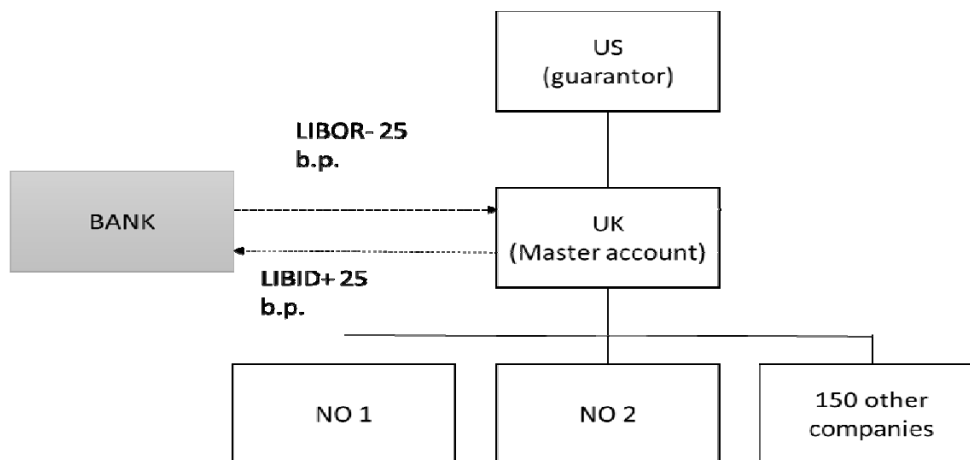 US
(guarantor)
LIBOR- 25
b.p.
BANK
UK
(Master account)
LIBID+ 25
b.p.
NO 1
NO 2
150 other
companies